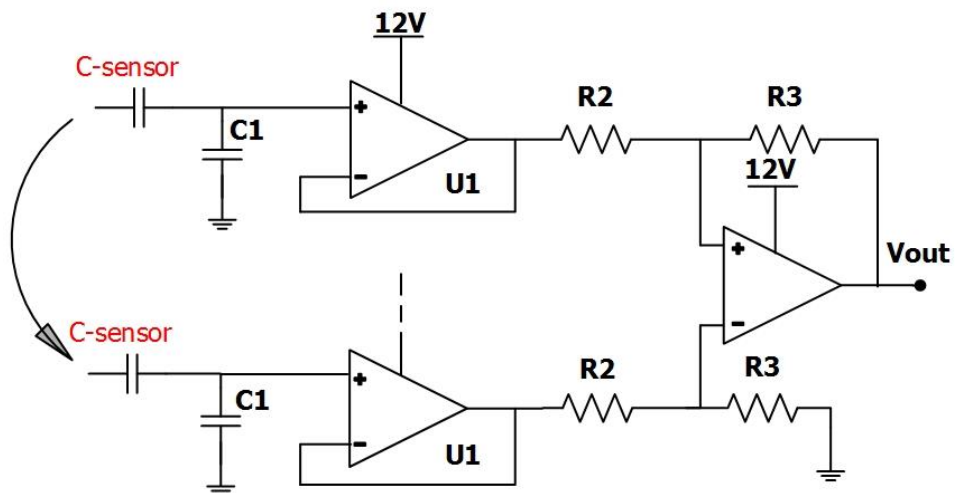 12V
C-sensor
R2
R3
+
C1
12V
-
U1
+
Vout
-
C-sensor
R2
R3
+
C1
-
U1